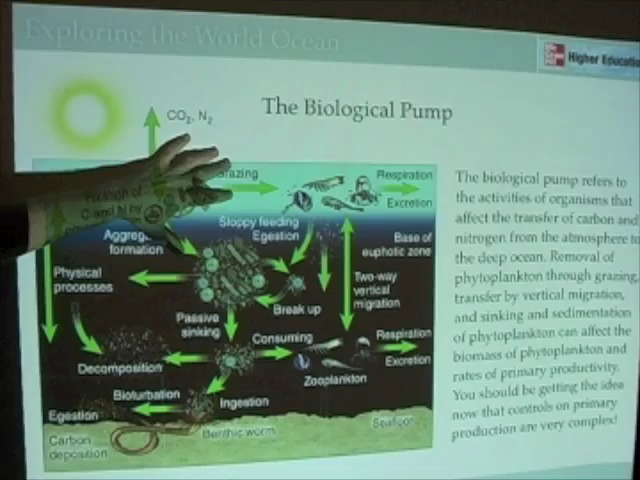 Exploring the World Ocean
Higher Educatio
The Biological Pump
CO2, N2
Grazing
Respiration
Excretion
Fixation of
C and N by
Sloppy feeding
Egestion
Aggreg
formation
Base of
euphotic zone
Physical
processes
Two-way
vertical
migration
Break up
Passive
sinking
Consuming
Respiration
Excretion
Decomposition
Zooplankton
Bioturbation
Ingestion
Egestion
Benthic worm
Seafloor
Carbon
deposition
The biological pump refers to
the activities of organisms that
affect the transfer of carbon and
nitrogen from the atmosphere to
the deep ocean. Removal of
phytoplankton through grazing,
transfer by vertical migration,
and sinking and sedimentation
of phytoplankton can affect the
biomass of phytoplankton and
rates of primary productivity.
You should be getting the idea
now that controls on primary
production are very complex!